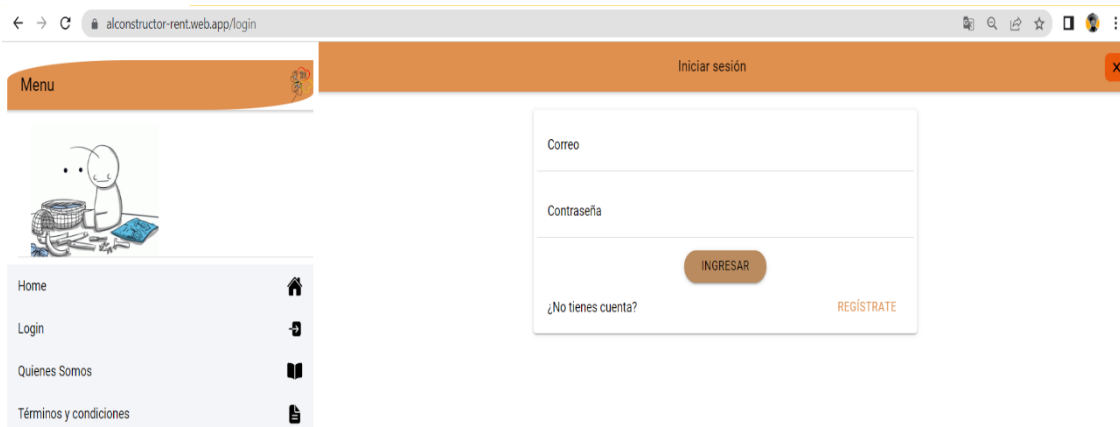 alconstructor-rent.web.app/login
Menu
Iniciar sesión
Correo
Contraseña
INGRESAR
¿No tienes cuenta? REGÍSTRATE
Home
Login
Quienes Somos
Términos y condiciones